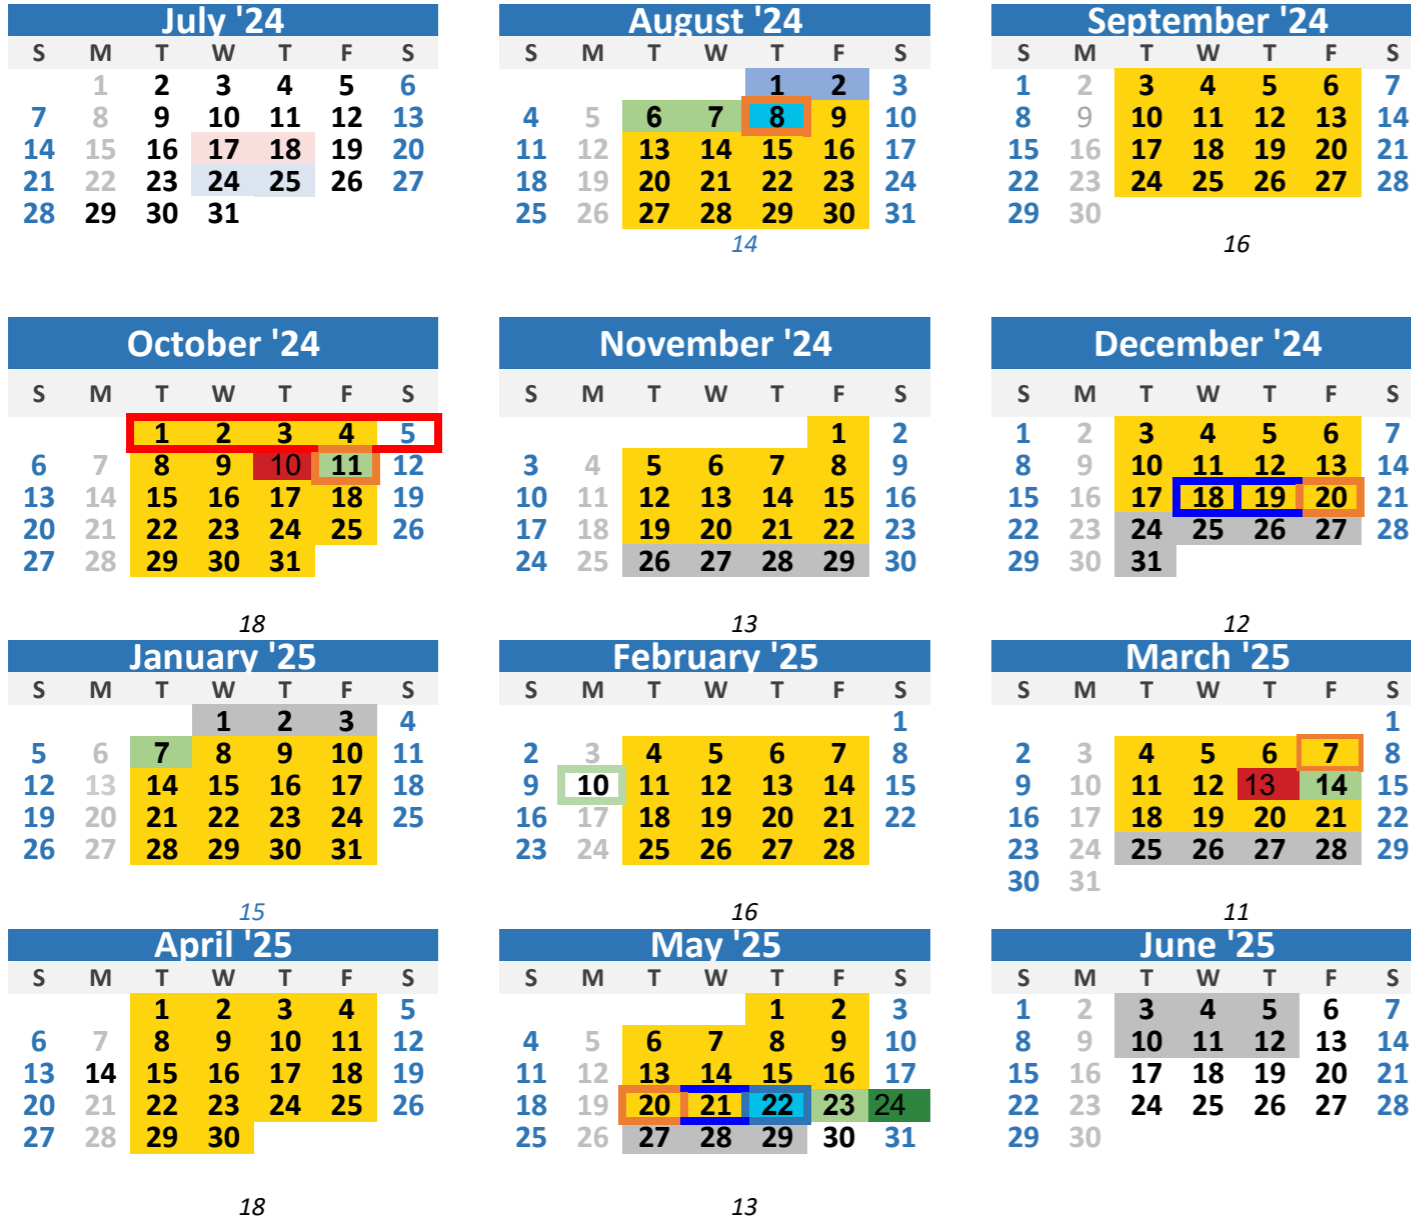 July '24 August '24 September '24
S M T W T F S S M T W T F S S M T W T F S
1 2 3 4 5 6 1 2 3 1 2 3 4 5 6 7
7 8 9 10 11 12 13 4 5 6 7 8 9 10 8 9 10 11 12 13 14
14 15 16 17 18 19 20 11 12 13 14 15 16 17 15 16 17 18 19 20 21
21 22 23 24 25 26 27 18 19 20 21 22 23 24 22 23 24 25 26 27 28
28 29 30 31 25 26 27 28 29 30 31 29 30
14 16
October '24 November '24 December '24
S M T W T F S S M T W T F S S M T W T F S
1 2 3 4 5 1 2 1 2 3 4 5 6 7
6 7 8 9 10 11 12 3 4 5 6 7 8 9 8 9 10 11 12 13 14
13 14 15 16 17 18 19 10 11 12 13 14 15 16 15 16 17 18 19 20 21
20 21 22 23 24 25 26 17 18 19 20 21 22 23 22 23 24 25 26 27 28
27 28 29 30 31 24 25 26 27 28 29 30 29 30 31
18 13 12
January '25 February '25 March '25
S M T W T F S S M T W T F S S M T W T F S
1 2 3 4 1 1
5 6 7 8 9 10 11 2 3 4 5 6 7 8 2 3 4 5 6 7 8
12 13 14 15 16 17 18 9 10 11 12 13 14 15 9 10 11 12 13 14 15
19 20 21 22 23 24 25 16 17 18 19 20 21 22 16 17 18 19 20 21 22
26 27 28 29 30 31 23 24 25 26 27 28 23 24 25 26 27 28 29
30 31
15 16 11
April '25 May '25 June '25
S M T W T F S S M T W T F S S M T W T F S
1 2 3 4 5 1 2 3 1 2 3 4 5 6 7
6 7 8 9 10 11 12 4 5 6 7 8 9 10 8 9 10 11 12 13 14
13 14 15 16 17 18 19 11 12 13 14 15 16 17 15 16 17 18 19 20 21
20 21 22 23 24 25 26 18 19 20 21 22 23 24 22 23 24 25 26 27 28
27 28 29 30 25 26 27 28 29 30 31 29 30
18 13